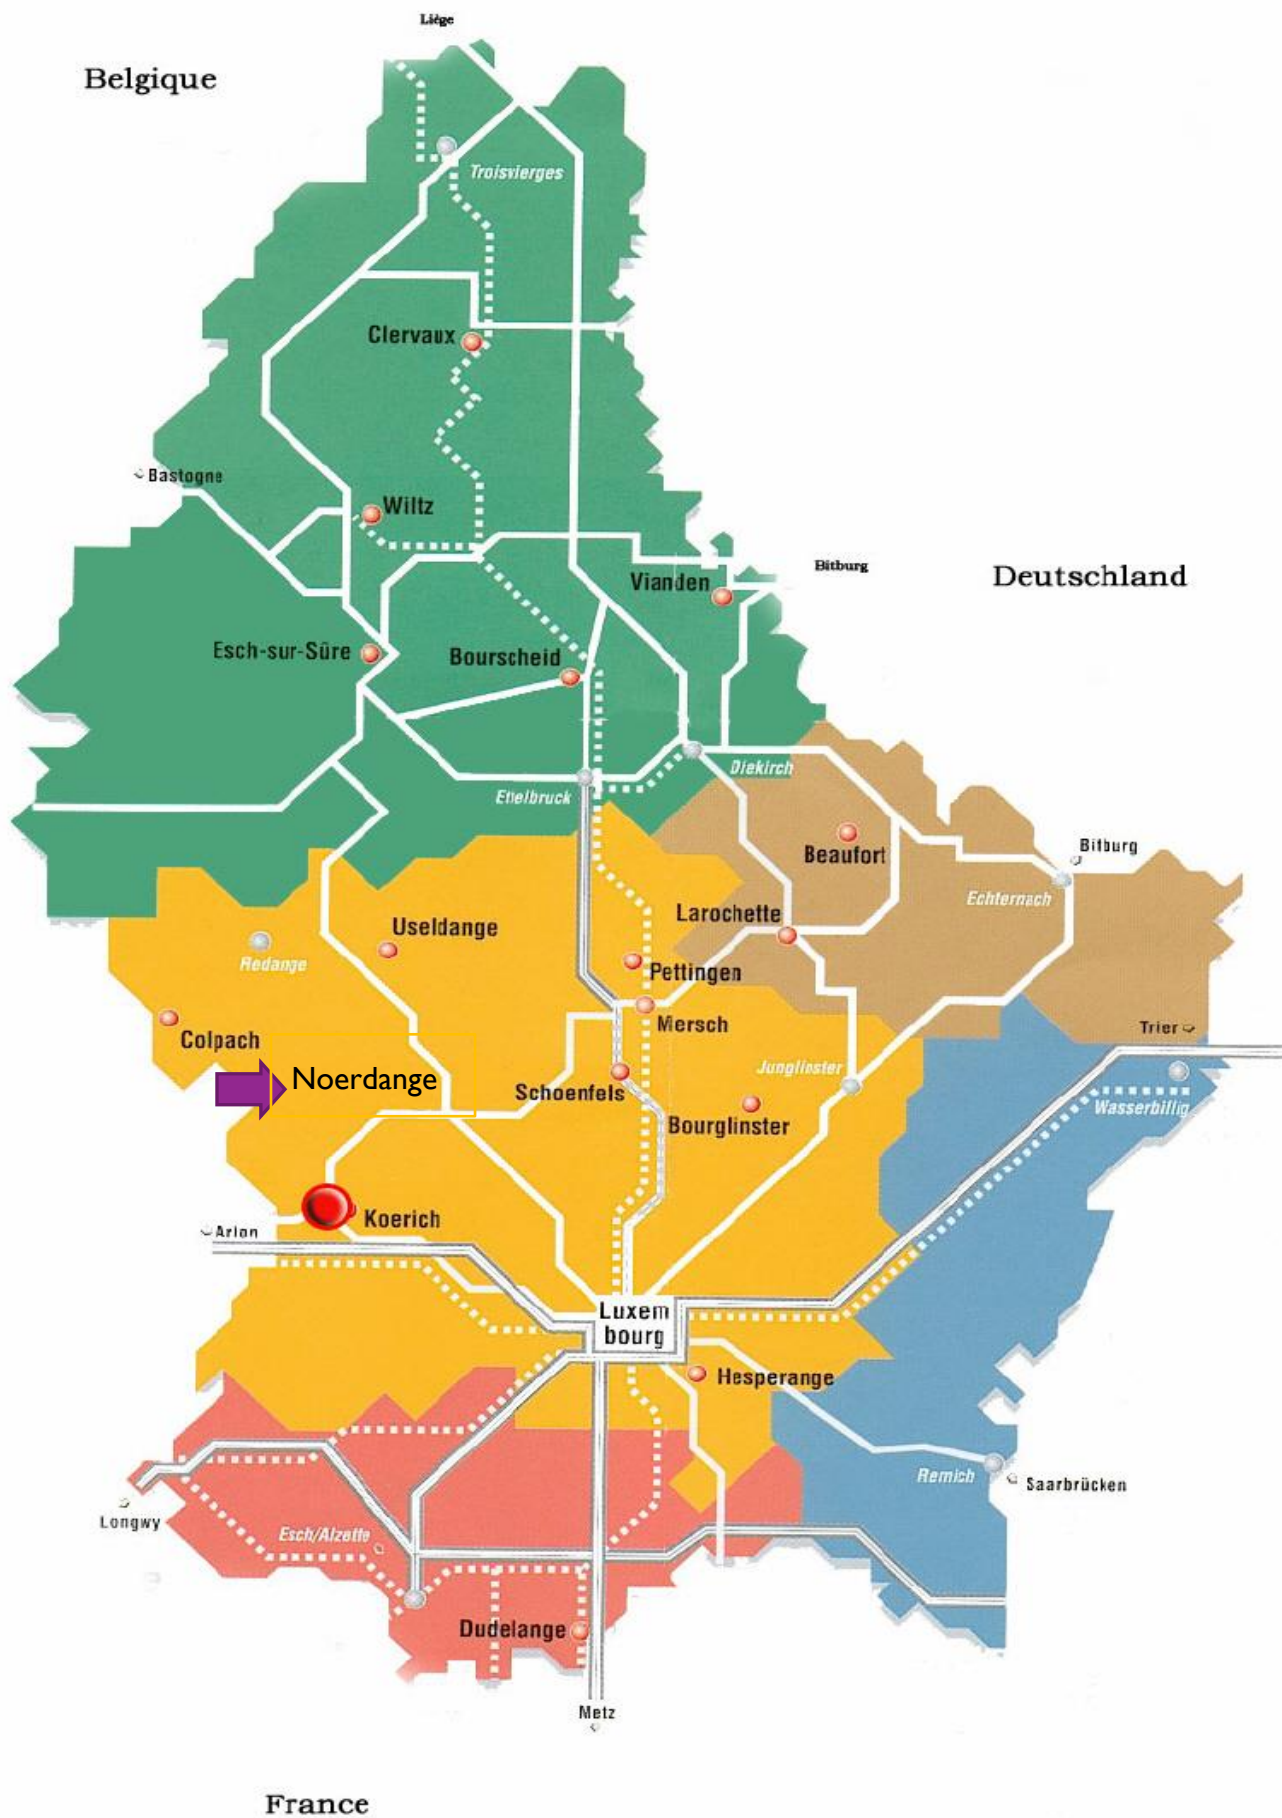 Liège
Belgique
Troisvierges
Clervaux
Bastogne
Wiltz
Bitburg
Deutschland
Vianden
Esch-sur-Sûre
Bourscheid
Diekirch
Ettelbruck
Beaufort
Bitburg
Echternach
Larochette
Useldange
Redange
Pettingen
Mersch
Trier
Colpach
Junglinster
Noerdange
Schoenfels
Wasserbillig
Bourglinster
Koerich
Arlon
Luxem
bourg
Hesperange
Remich
Saarbrücken
Longwy
Esch/Alzette
Dudelange
Metz
France